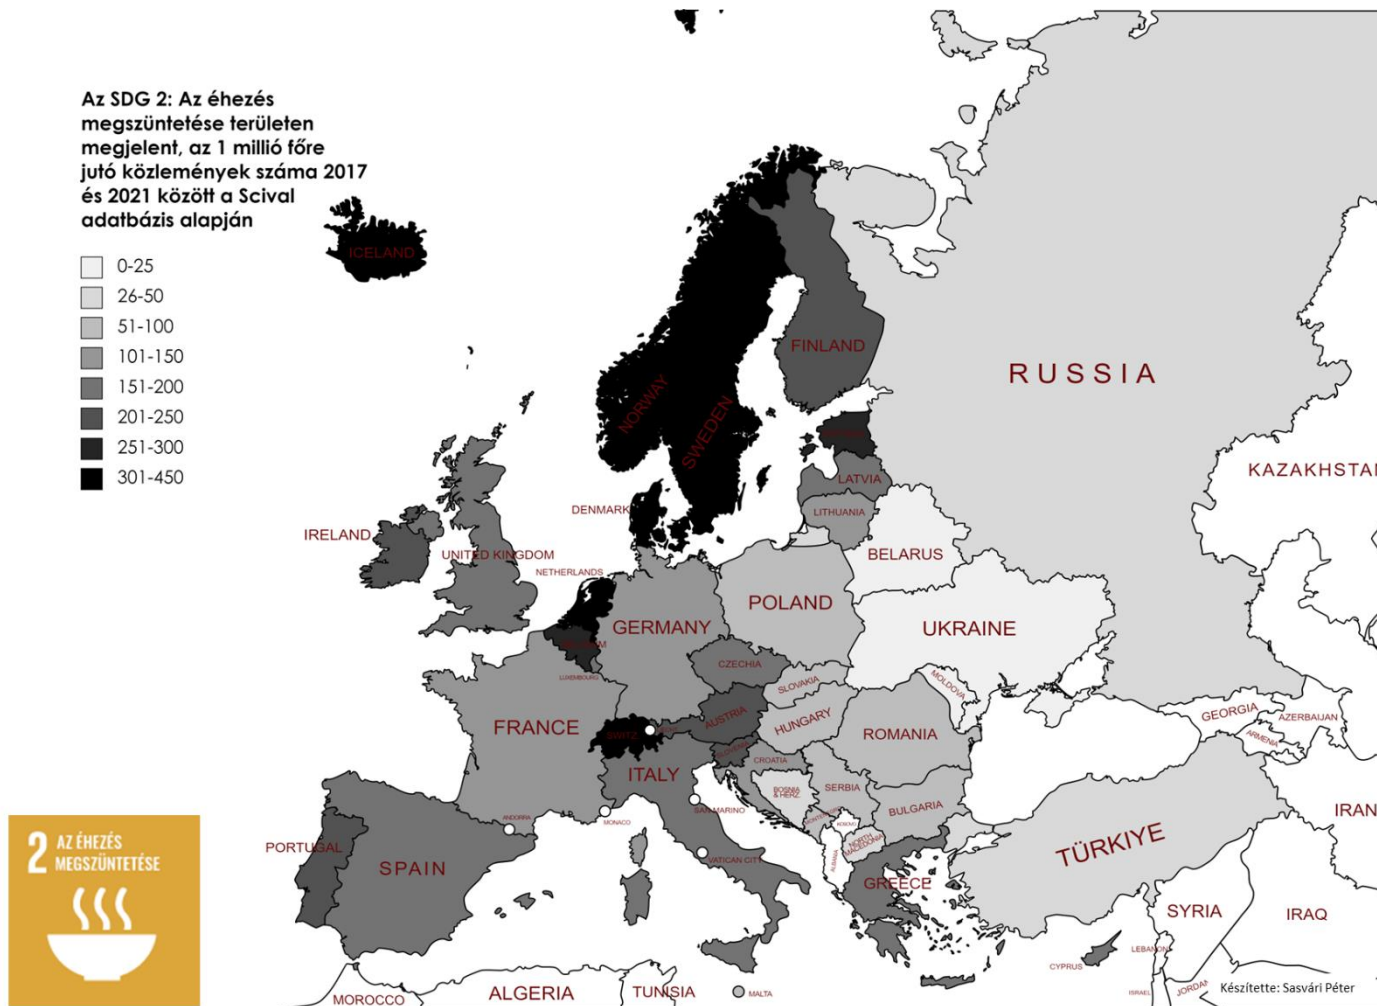 Az SDG 2: Az éhezés
megszüntetése területen
megjelent, az 1 millió főre
jutó közlemények száma 2017
és 2021 között a Scival
adatbázis alapján
0-25
26-50
51-100
101-150
151-200
201-250
251-300
301-450
ICELAND
NORWAY
SWEDEN
FINLAND
RUSSIA
KAZAKHSTAN
LATVIA
LITHUANIA
DENMARK
IRELAND
UNITED KINGDOM
NETHERLANDS
BELARUS
POLAND
GERMANY
UKRAINE
LUXEMBOURG
CZECHIA
SLOVAKIA
MOLDOVA
FRANCE
SWITZ.
AUSTRIA
HUNGARY
ROMANIA
SLOVENIA
CROATIA
ITALY
BOSNIA
& HERZ.
SERBIA
BULGARIA
GEORGIA
AZERBAIJAN
ARMENIA
ANDORRA
MONACO
SAN MARINO
VATICAN CITY
MONTENEGRO
KOSOVO
NORTH
MACEDONIA
ALBANIA
PORTUGAL
SPAIN
GREECE
TÜRKIYE
IRAN
SYRIA
IRAQ
CYPRUS
LEBANON
ISRAEL
JORDAN
MALTA
MOROCCO
ALGERIA
TUNISIA
2 AZ ÉHEZÉS
MEGSZÜNTETÉSE
Készítette: Sasvári Péter